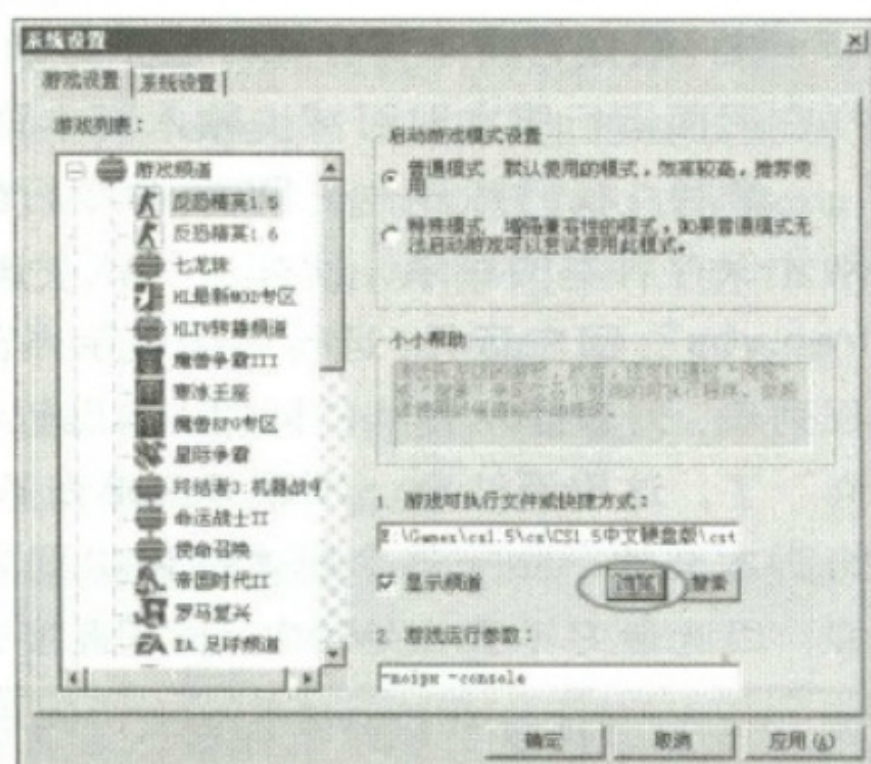 系统设置
游戏设置
系统设置
游戏列表：
游戏频道
反恐精英1.5
反恐精英1.6
七龙珠
HL最新MOD专区
HLTV转播频道
魔兽争霸III
寒冰王座
魔兽RPG专区
星际争霸
终结者3:机器战争
命运战士II
使命召唤
帝国时代II
罗马复兴
EA 足球频道
启动游戏模式设置
普通模式 默认使用的模式，效率较高，推荐使
用
特殊模式 增强兼容性的模式，如果普通模式无
法启动游戏可以尝试使用此模式。
小小帮助
1. 游戏可执行文件或快捷方式：
E:\Games\cs1.5\cs\CS1.5中文硬盘版\cst
显示频道
浏览
搜索
2. 游戏运行参数：
-noipx -console
确定
取消
应用(A)